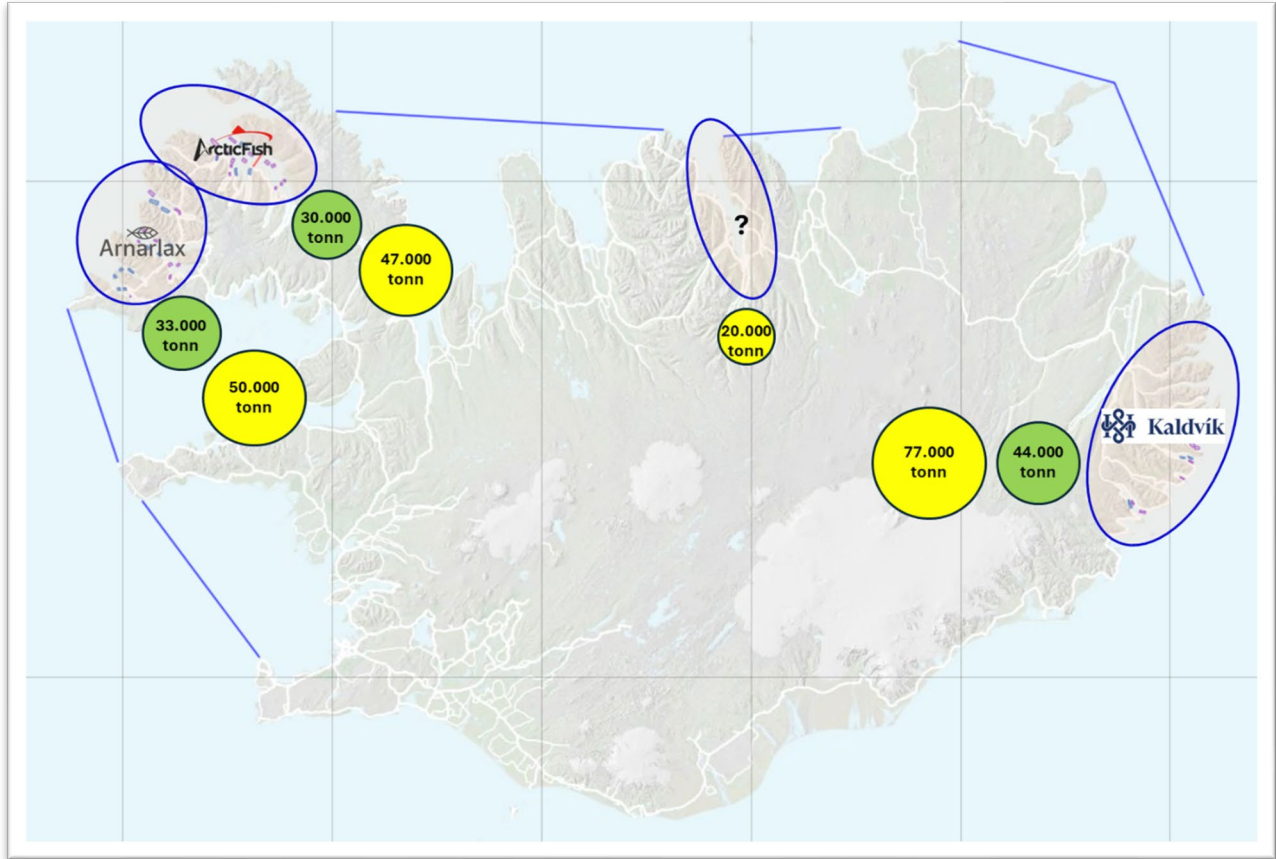 ArcticFish
Arnarlax
30.000
tonn
47.000
tonn
33.000
tonn
50.000
tonn
?
20.000
tonn
77.000
tonn
44.000
tonn
Kaldvík